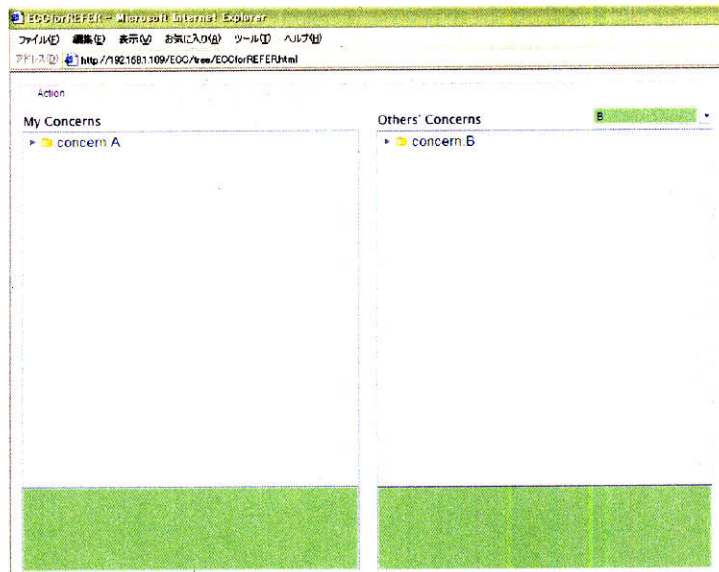 ECCforREFER - Microsoft Internet Explorer
ファイル(F) 編集(E) 表示(V) お気に入り(A) ツール(T) ヘルプ(H)
アドレス(D) http://192.168.1.109/ECC/tree/ECCforREFER.html
Action
My Concerns
Others' Concerns
B
concern.A
concern.B